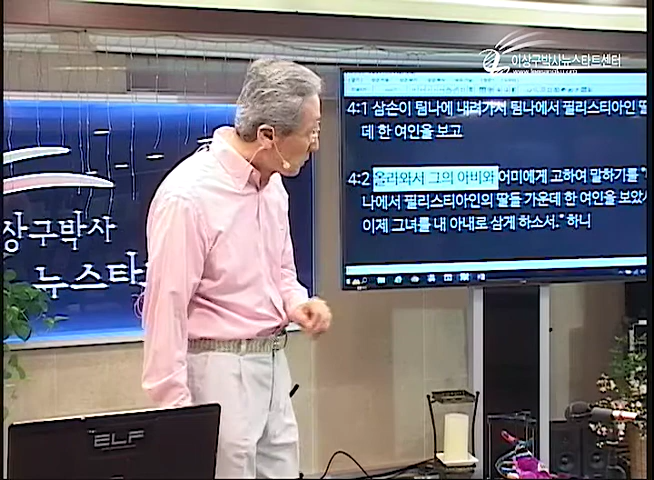 이상구박사뉴스타트센터
www.leesangku.org
4:1 삼손이 팀나에 내려가서 팀나에서 필리스티아인
데 한 여인을 보고
4:2 올라와서 그의 아비와 어미에게 고하여 말하기를 "
나에서 필리스티아인의 딸들 가운데 한 여인을 보았
이제 그녀를 내 아내로 삼게 하소서." 하니
상구박사
뉴스타
ELF